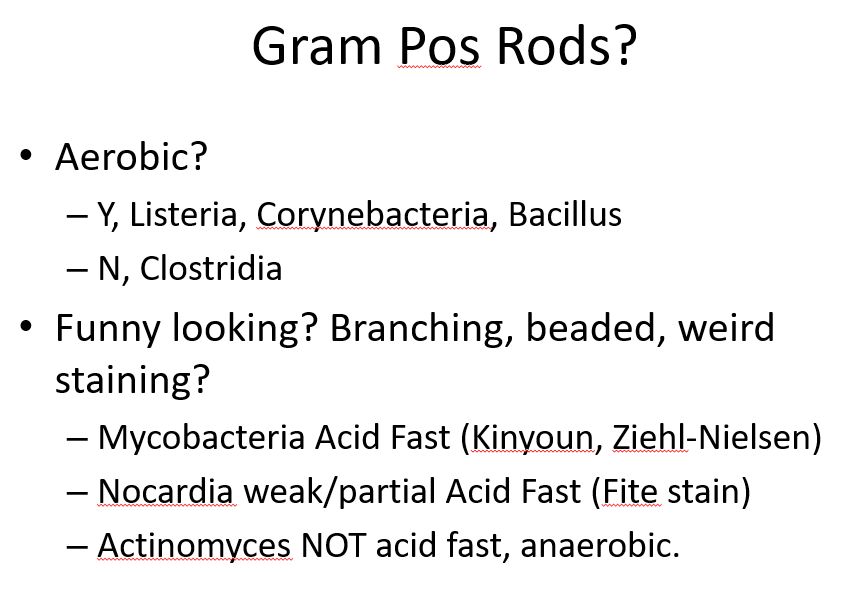 Gram Pos Rods?
• Aerobic?
– Y, Listeria, Corynebacteria, Bacillus
– N, Clostridia
• Funny looking? Branching, beaded, weird
staining?
– Mycobacteria Acid Fast (Kinyoun, Ziehl-Nielsen)
– Nocardia weak/partial Acid Fast (Fite stain)
– Actinomyces NOT acid fast, anaerobic.